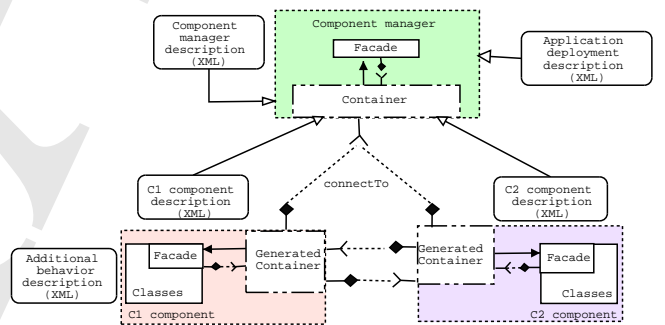 Component
manager
description
(XML)
Component manager
Facade
Container
Application
deployment
description
(XML)
C1 component
description
(XML)
connectTo
C2 component
description
(XML)
Additional
behavior
description
(XML)
Facade
Classes
C1 component
Generated
Container
Generated
Container
Facade
Classes
C2 component